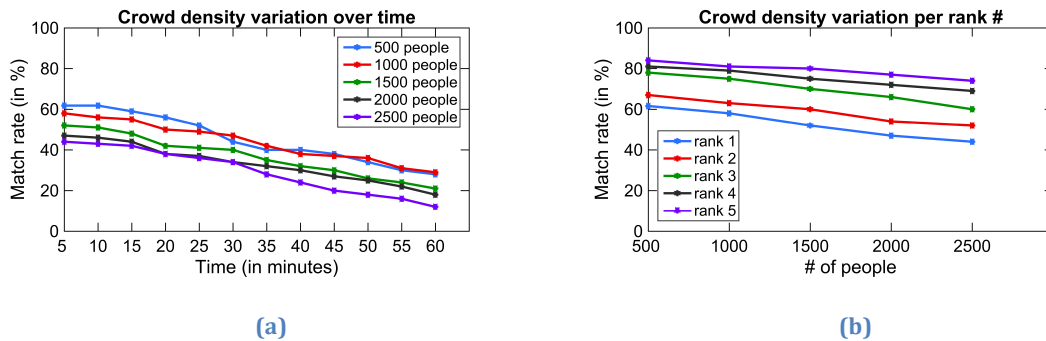 Crowd density variation over time
Match rate (in %)
100
80
60
40
20
0
500 people
1000 people
1500 people
2000 people
2500 people
5 10 15 20 25 30 35 40 45 50 55 60
Time (in minutes)
(a)
Crowd density variation per rank #
Match rate (in %)
100
80
60
40
20
0
rank 1
rank 2
rank 3
rank 4
rank 5
500 1000 1500 2000 2500
# of people
(b)